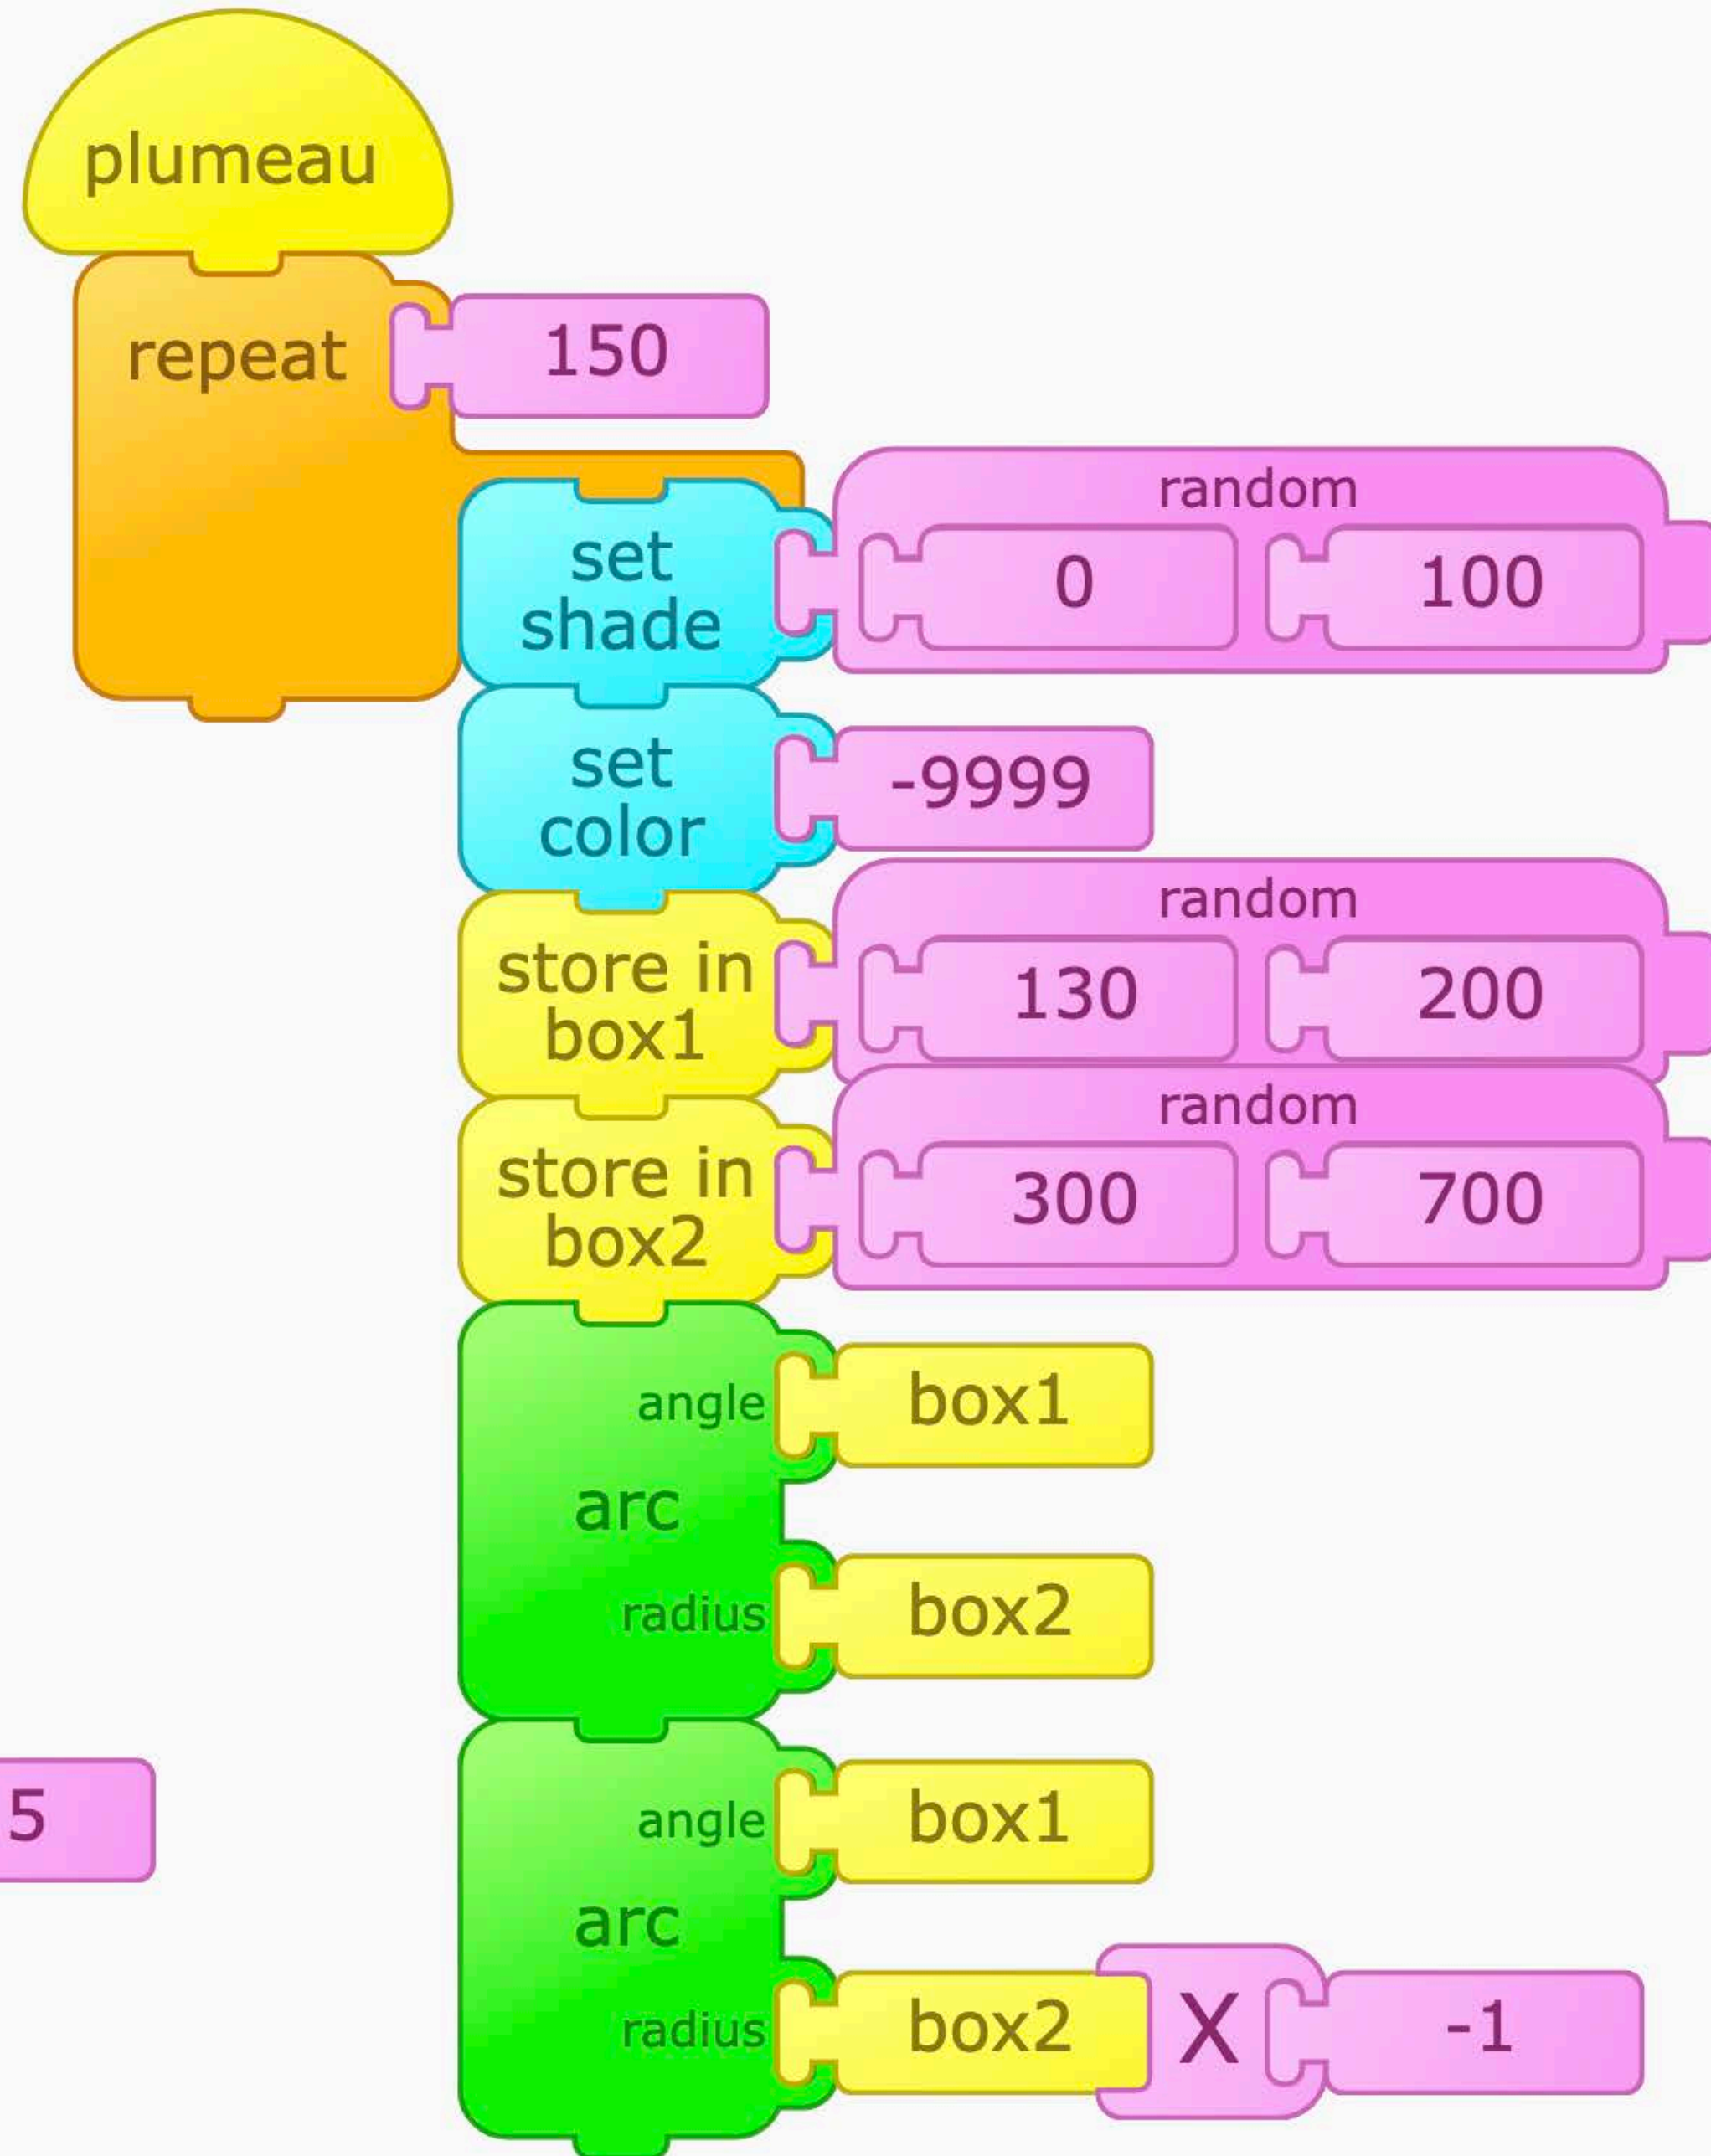 plumeau
repeat 150
random
set shade 0 100
set color -9999
random
store in box1 130 200
random
store in box2 300 700
angle box1
arc
radius box2
5
angle box1
arc
radius box2 X -1